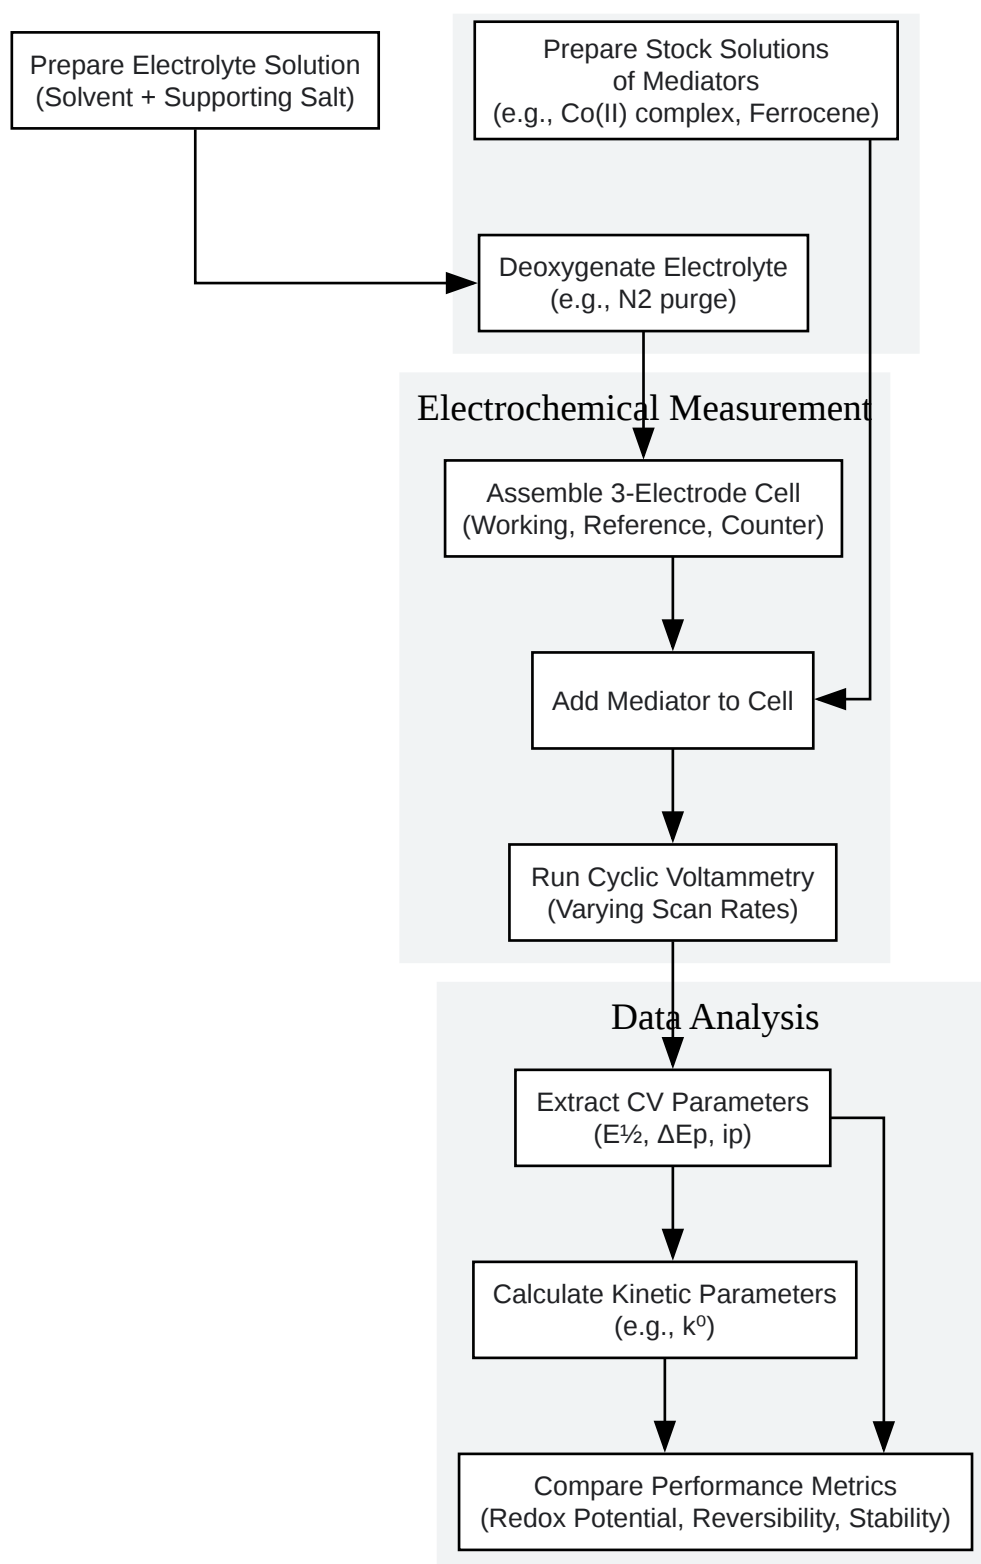 Prepare Electrolyte Solution
(Solvent + Supporting Salt)
Prepare Stock Solutions
of Mediators
(e.g., Co(II) complex, Ferrocene)
Deoxygenate Electrolyte
(e.g., N2 purge)
Electrochemical Measurement
Assemble 3-Electrode Cell
(Working, Reference, Counter)
Add Mediator to Cell
Run Cyclic Voltammetry
(Varying Scan Rates)
Data Analysis
Extract CV Parameters
(E½, ΔEp, ip)
Calculate Kinetic Parameters
(e.g., k⁰)
Compare Performance Metrics
(Redox Potential, Reversibility, Stability)